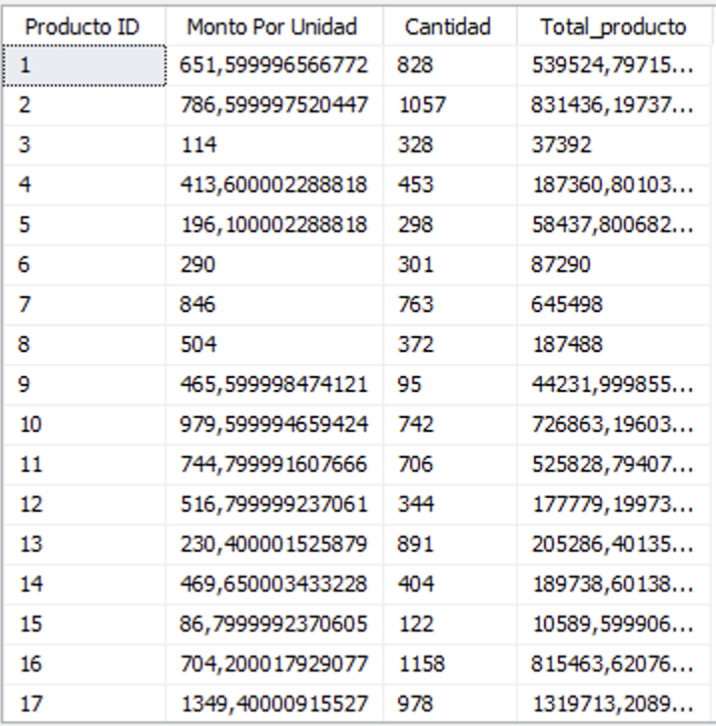 Producto ID Monto Por Unidad Cantidad Total_producto
1 651,599996566772 828 539524,79715...
2 786,599997520447 1057 831436,19737...
3 114 328 37392
4 413,600002288818 453 187360,80103...
5 196,100002288818 298 58437,800682...
6 290 301 87290
7 846 763 645498
8 504 372 187488
9 465,599998474121 95 44231,999855...
10 979,599994659424 742 726863,19603...
11 744,799991607666 706 525828,79407...
12 516,799999237061 344 177779,19973...
13 230,400001525879 891 205286,40135...
14 469,650003433228 404 189738,60138...
15 86,7999992370605 122 10589,599906...
16 704,200017929077 1158 815463,62076...
17 1349,40000915527 978 1319713,2089...